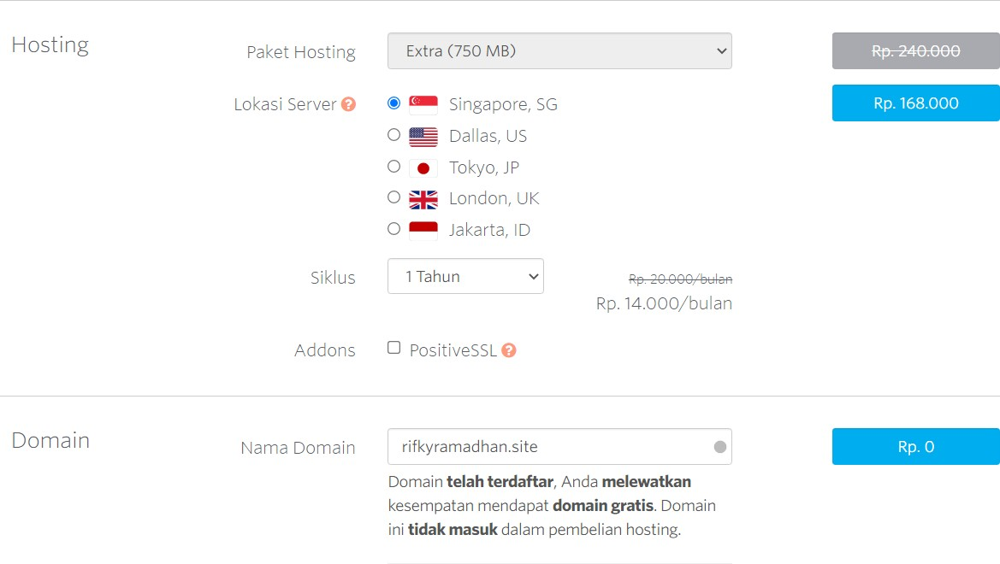 Hosting
Paket Hosting
Extra (750 MB)
Rp. 240.000
Lokasi Server ?
Singapore, SG
Rp. 168.000
Dallas, US
Tokyo, JP
London, UK
Jakarta, ID
Siklus
1 Tahun
Rp. 20.000/bulan
Rp. 14.000/bulan
Addons
PositiveSSL ?
Domain
Nama Domain
rifkyramadhan.site
Rp. 0
Domain telah terdaftar, Anda melewatkan
kesempatan mendapat domain gratis. Domain
ini tidak masuk dalam pembelian hosting.